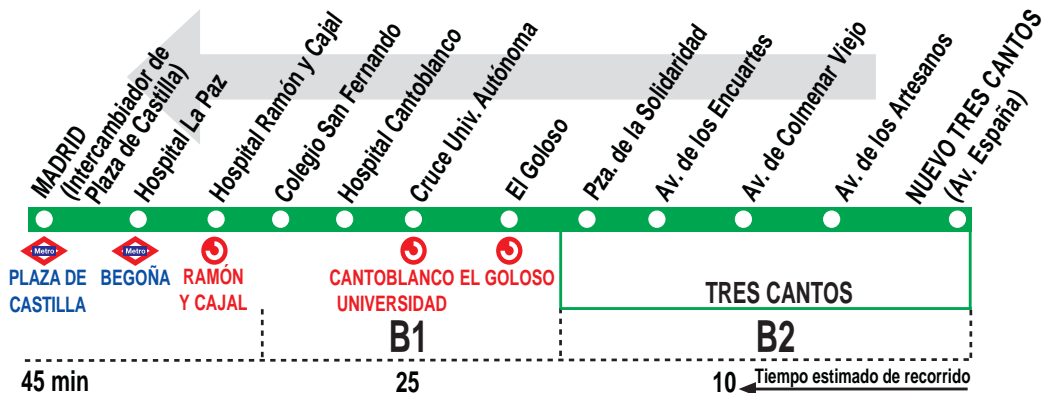 MADRID
(Intercambiador de
Plaza de Castilla)
Hospital La Paz
Hospital Ramón y Cajal
Colegio San Fernando
Hospital Cantoblanco
Cruce Univ. Autónoma
El Goloso
Pza. de la Solidaridad
Av. de los Encuartes
Av. de Colmenar Viejo
Av. de los Artesanos
NUEVO TRES CANTOS
(Av. España)
Metro
PLAZA DE
CASTILLA
Metro
BEGOÑA
RAMÓN
Y CAJAL
CANTOBLANCO
UNIVERSIDAD
EL GOLOSO
TRES CANTOS
B1
B2
45 min
25
10
Tiempo estimado de recorrido